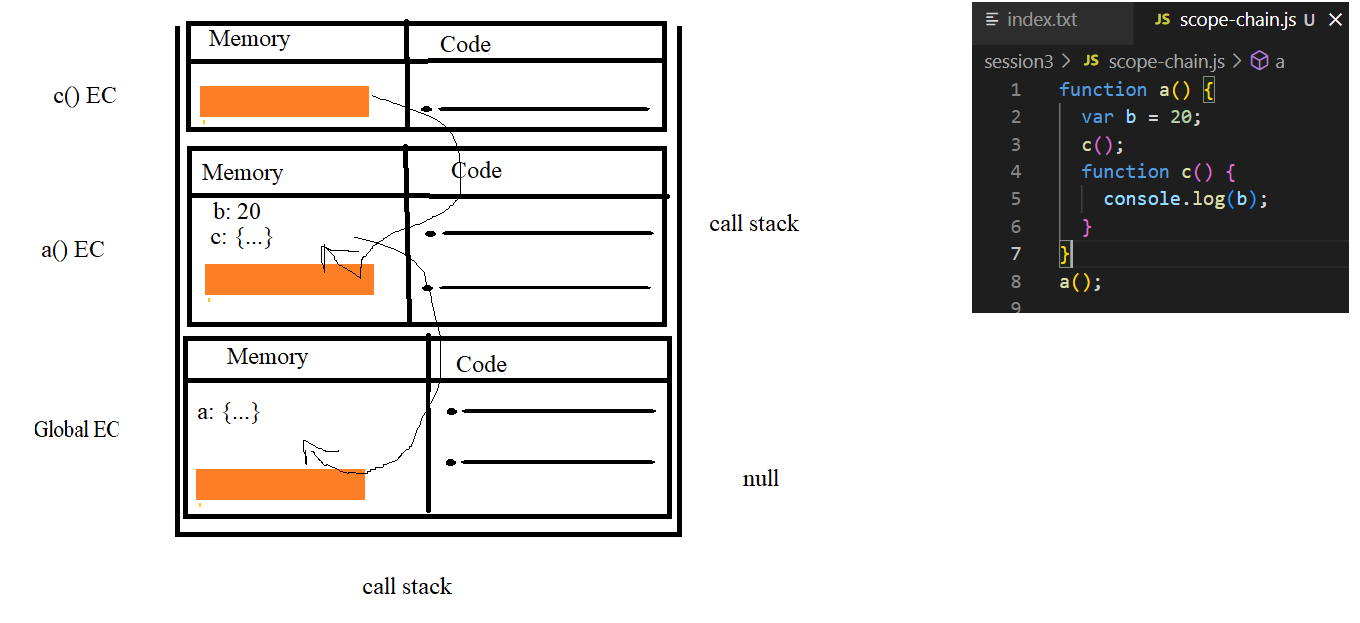 Memory
Code
c() EC
Memory
Code
b: 20
c: {...}
a() EC
call stack
Memory
Code
a: {...}
Global EC
null
call stack
index.txt
JS scope-chain.js U ×
session3 > JS scope-chain.js > a
1 function a() {
2 var b = 20;
3 c();
4 function c() {
5 console.log(b);
6 }
7 }
8 a();
9